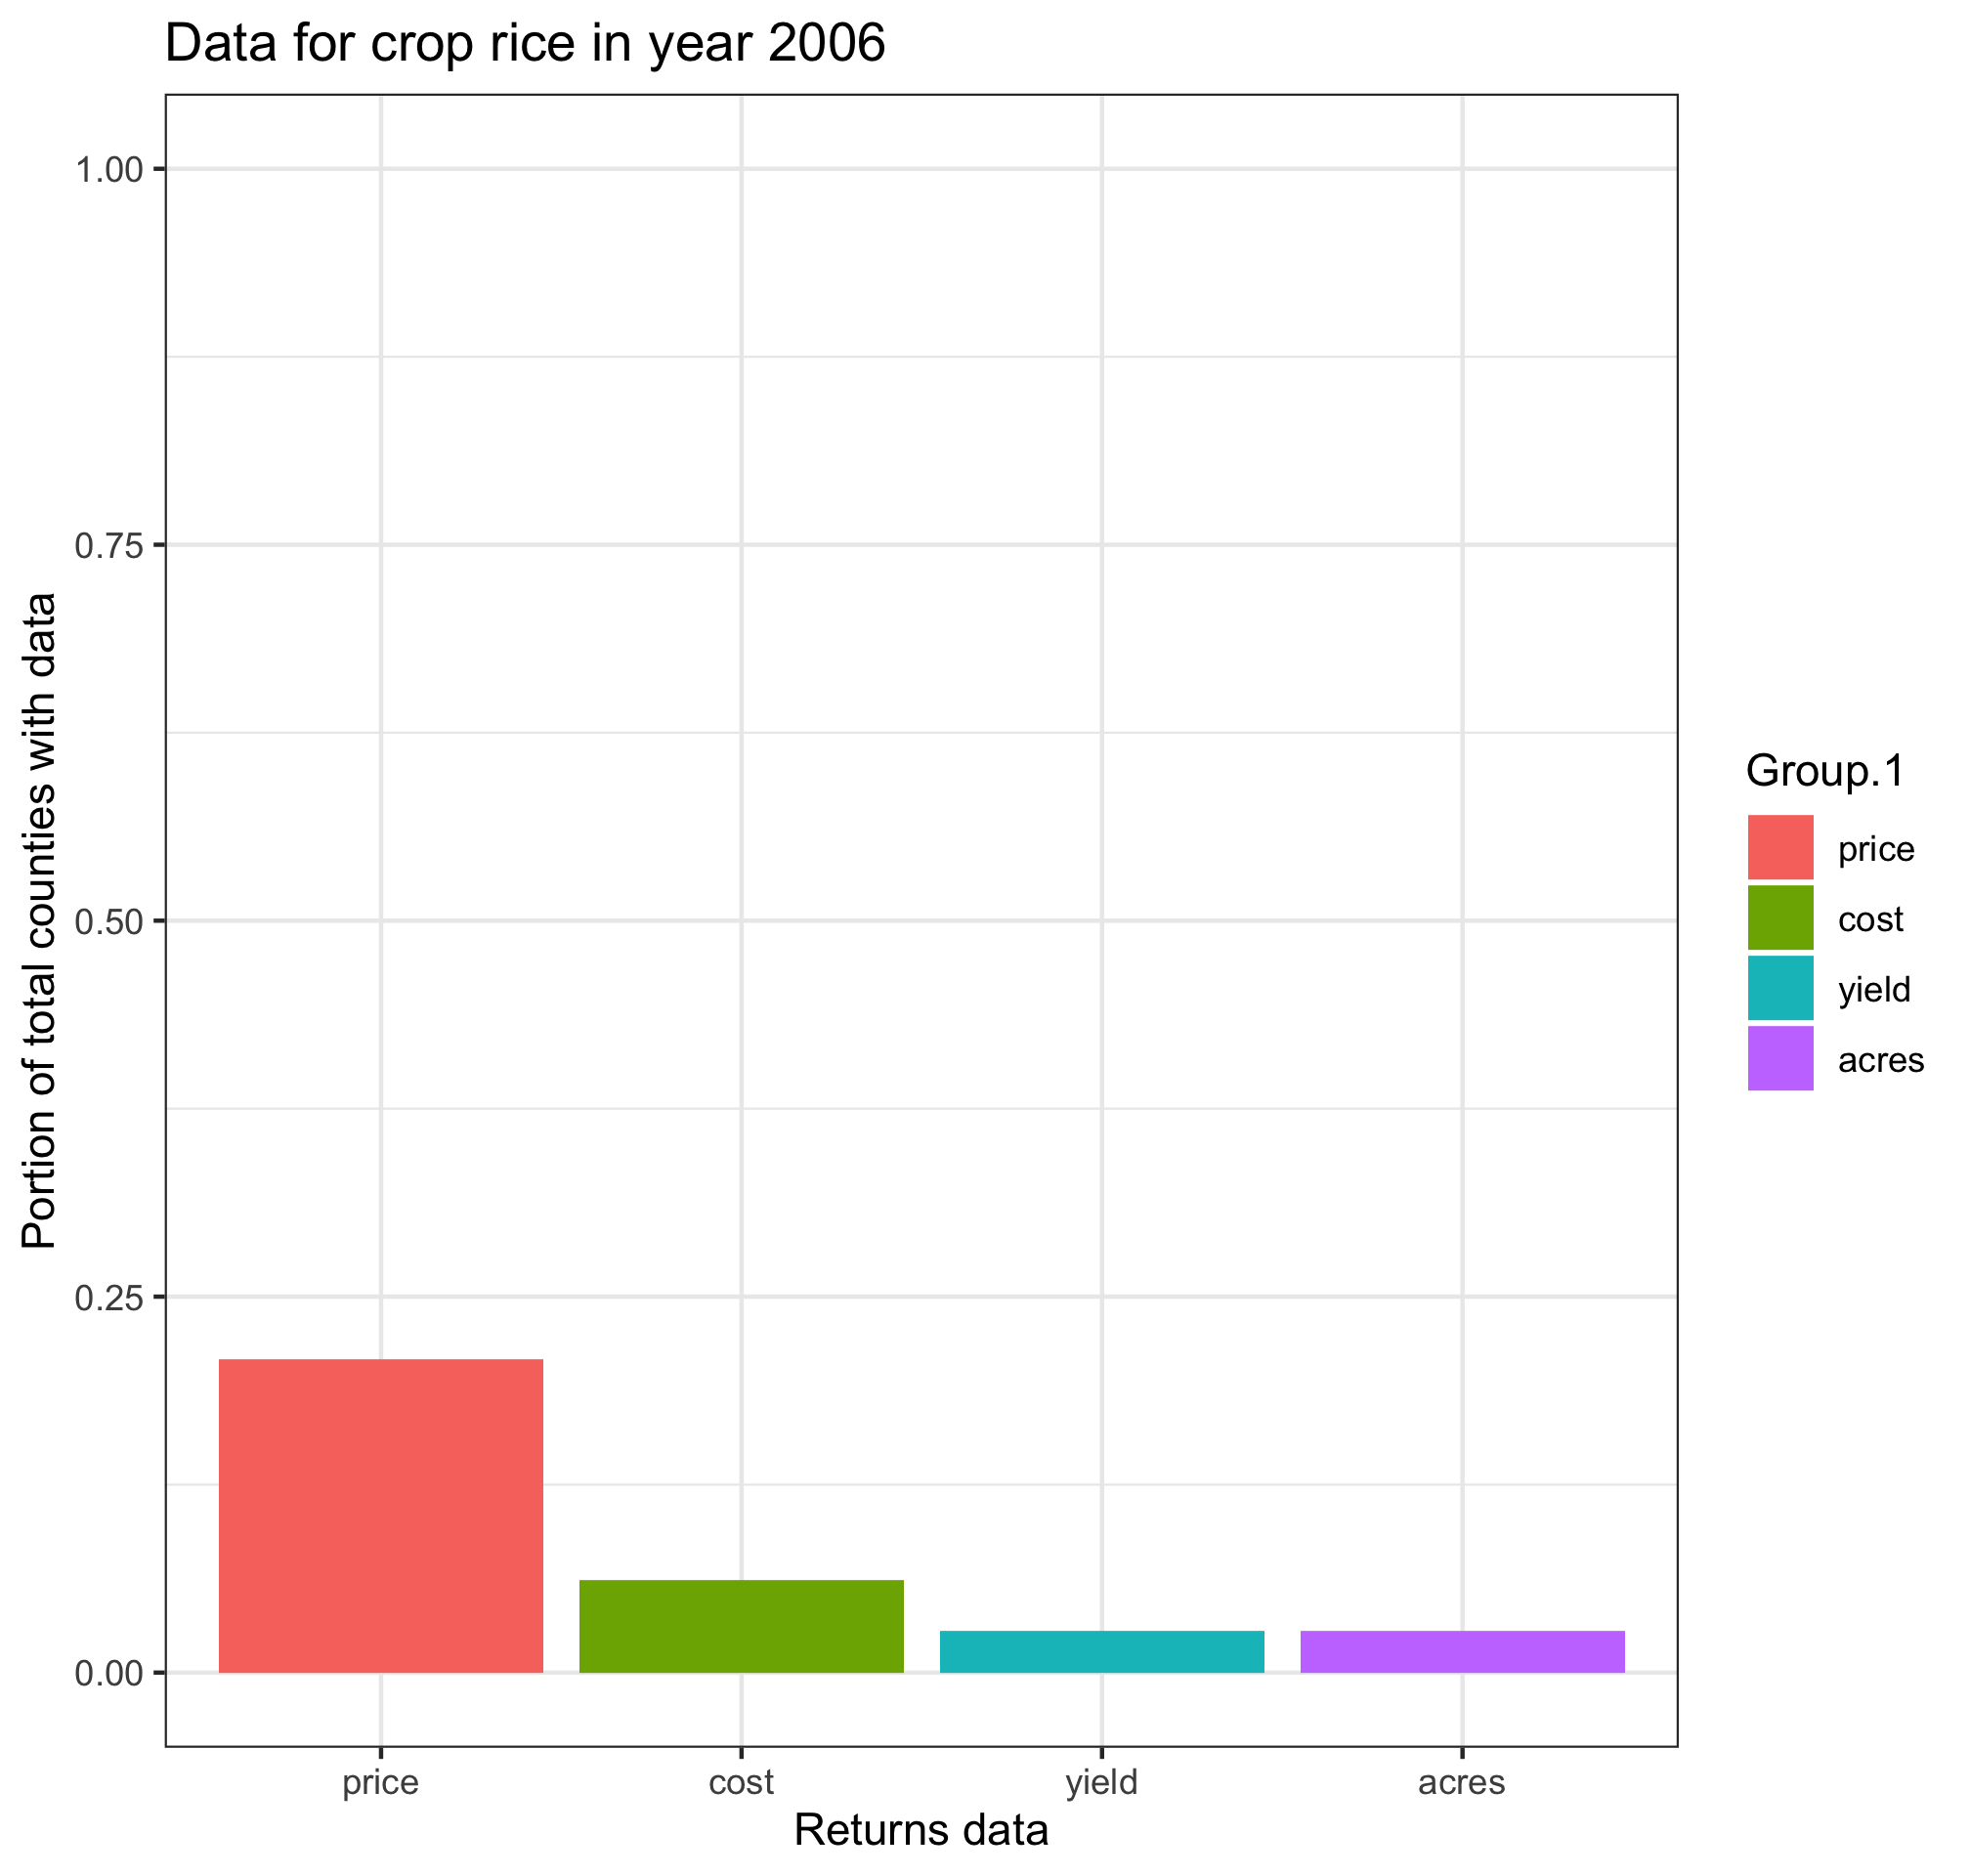 Data for crop rice in year 2006
Portion of total counties with data
1.00
0.75
0.50
0.25
0.00
price
cost
yield
acres
Returns data
Group.1
price
cost
yield
acres